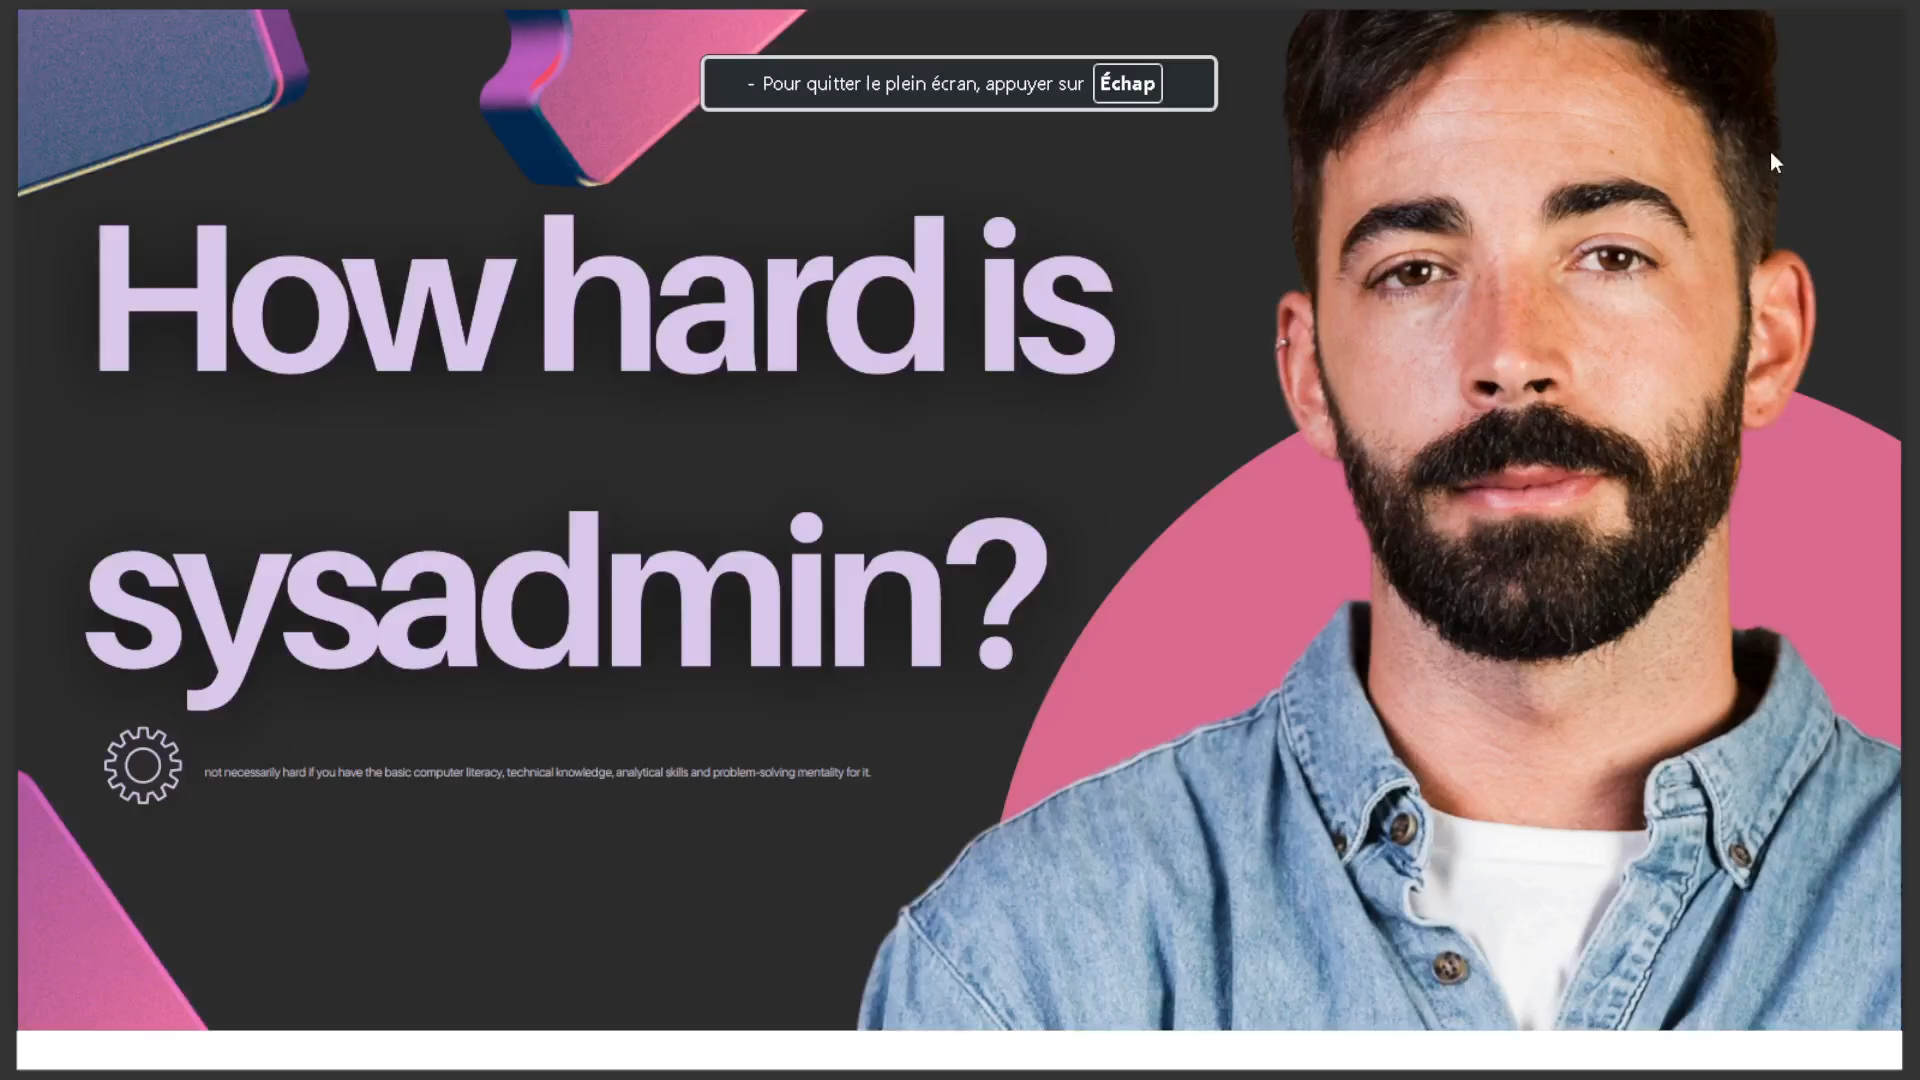 - Pour quitter le plein écran, appuyer sur Échap
How hard is
sysadmin?
not necessarily hard if you have the basic computer literacy, technical knowledge, analytical skills and problem-solving mentality for it.